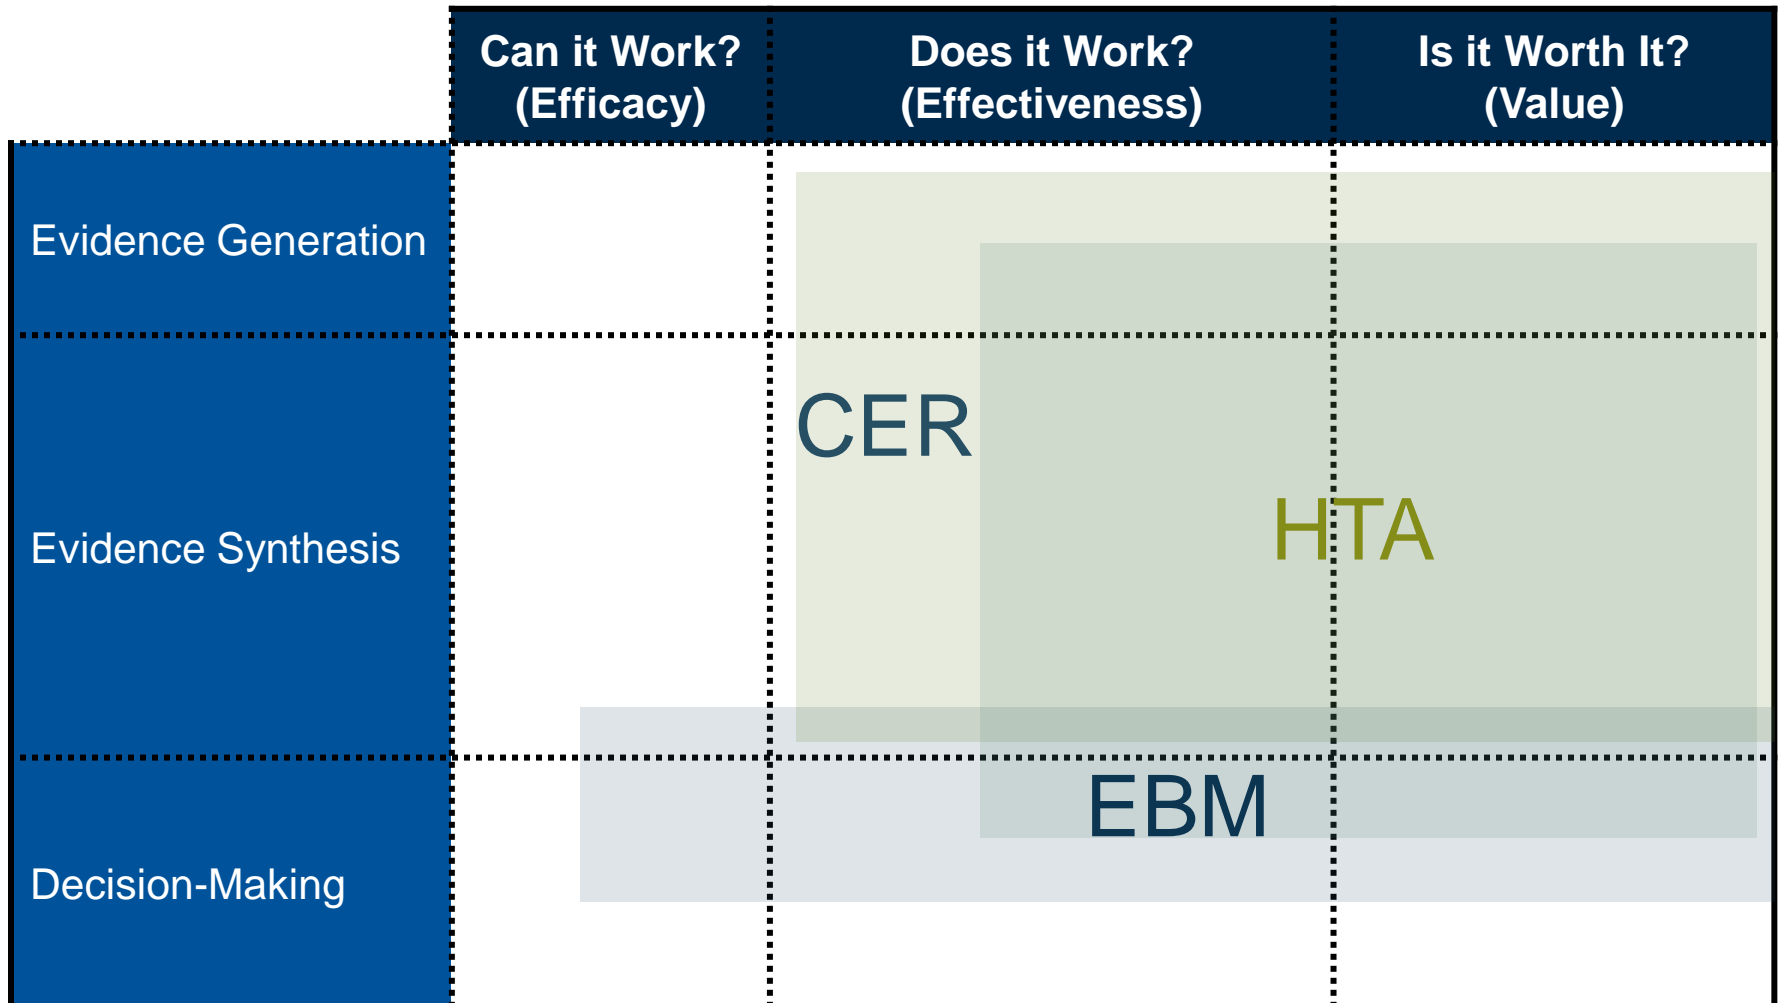 Can it Work?
(Efficacy)
Does it Work?
(Effectiveness)
Is it Worth It?
(Value)
Evidence Generation
CER
Evidence Synthesis
HTA
EBM
Decision-Making